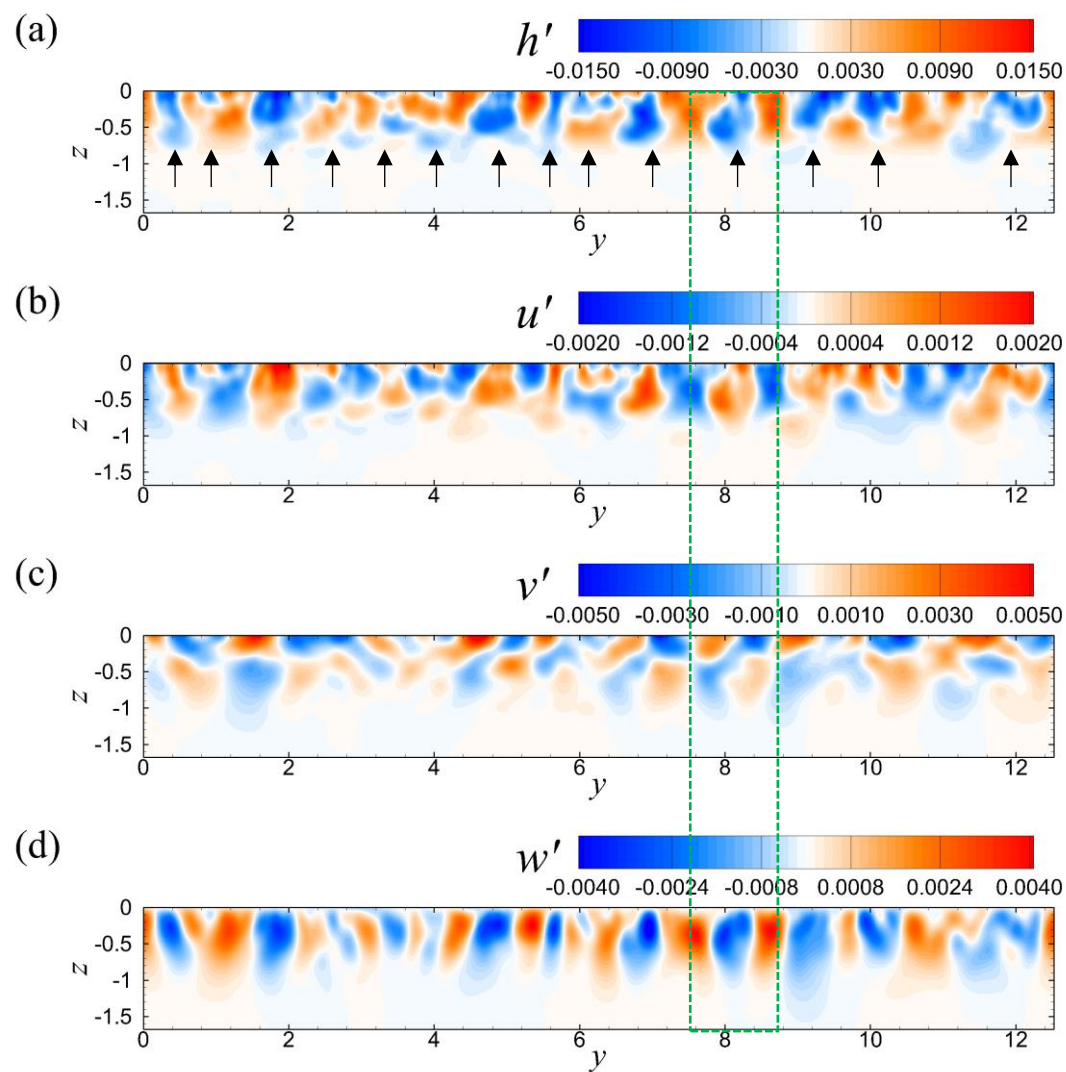 (a)
h′
-0.0150 -0.0090 -0.0030 0.0030 0.0090 0.0150
0
-0.5
-1
-1.5
z
0 2 4 6 8 10 12
y
(b)
u′
-0.0020 -0.0012 -0.0004 0.0004 0.0012 0.0020
0
-0.5
-1
-1.5
z
0 2 4 6 8 10 12
y
(c)
v′
-0.0050 -0.0030 -0.0010 0.0010 0.0030 0.0050
0
-0.5
-1
-1.5
z
0 2 4 6 8 10 12
y
(d)
w′
-0.0040 -0.0024 -0.0008 0.0008 0.0024 0.0040
0
-0.5
-1
-1.5
z
0 2 4 6 8 10 12
y